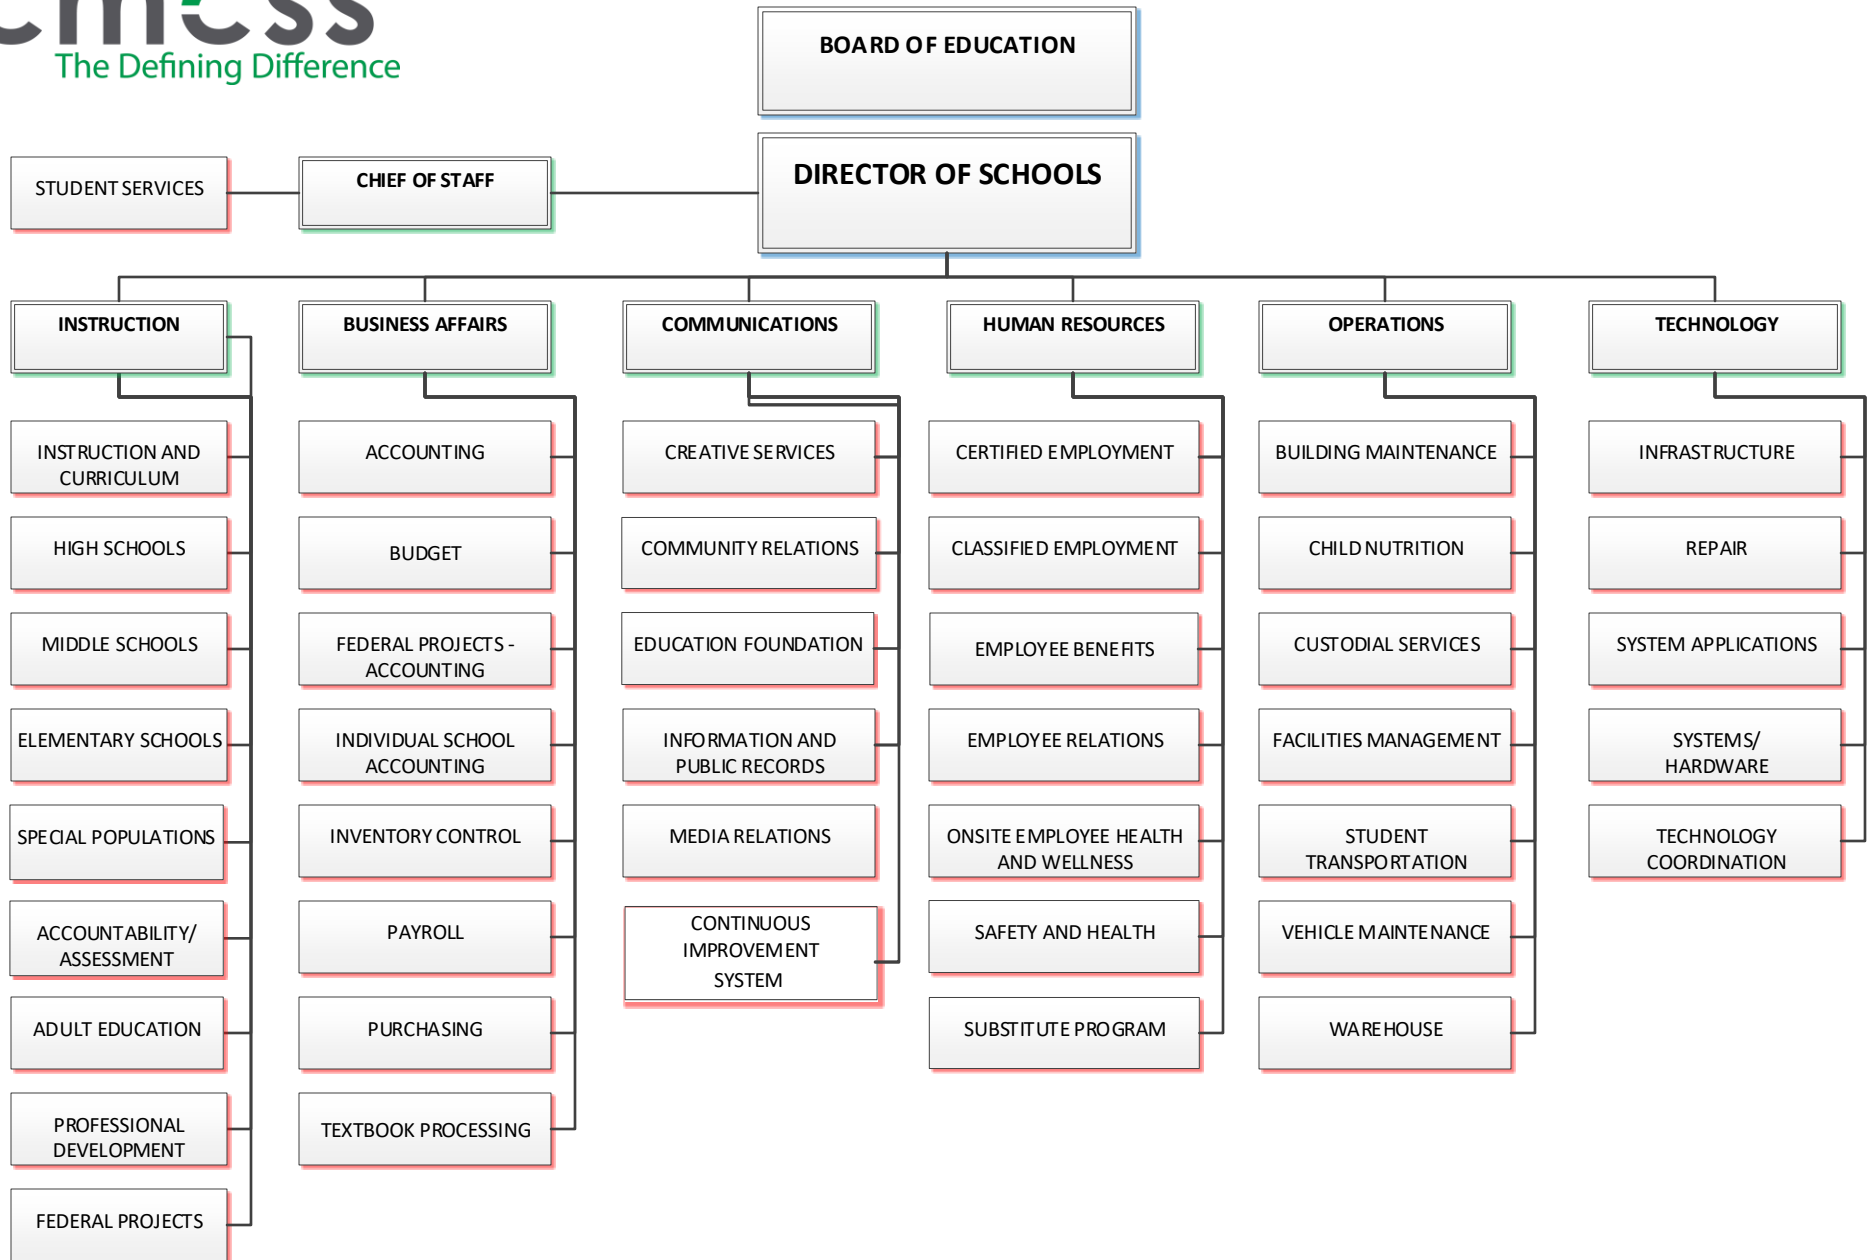 The Defining Difference
BOARD OF EDUCATION
DIRECTOR OF SCHOOLS
CHIEF OF STAFF
STUDENT SERVICES
INSTRUCTION
BUSINESS AFFAIRS
COMMUNICATIONS
HUMAN RESOURCES
OPERATIONS
TECHNOLOGY
INSTRUCTION AND
CURRICULUM
HIGH SCHOOLS
MIDDLE SCHOOLS
ELEMENTARY SCHOOLS
SPECIAL POPULATIONS
ACCOUNTABILITY/
ASSESSMENT
ADULT EDUCATION
PROFESSIONAL
DEVELOPMENT
FEDERAL PROJECTS
ACCOUNTING
BUDGET
FEDERAL PROJECTS -
ACCOUNTING
INDIVIDUAL SCHOOL
ACCOUNTING
INVENTORY CONTROL
PAYROLL
PURCHASING
TEXTBOOK PROCESSING
CREATIVE SERVICES
COMMUNITY RELATIONS
EDUCATION FOUNDATION
INFORMATION AND
PUBLIC RECORDS
MEDIA RELATIONS
CONTINUOUS
IMPROVEMENT
SYSTEM
CERTIFIED EMPLOYMENT
CLASSIFIED EMPLOYMENT
EMPLOYEE BENEFITS
EMPLOYEE RELATIONS
ONSITE EMPLOYEE HEALTH
AND WELLNESS
SAFETY AND HEALTH
SUBSTITUTE PROGRAM
BUILDING MAINTENANCE
CHILD NUTRITION
CUSTODIAL SERVICES
FACILITIES MANAGEMENT
STUDENT
TRANSPORTATION
VEHICLE MAINTENANCE
WAREHOUSE
INFRASTRUCTURE
REPAIR
SYSTEM APPLICATIONS
SYSTEMS/
HARDWARE
TECHNOLOGY
COORDINATION